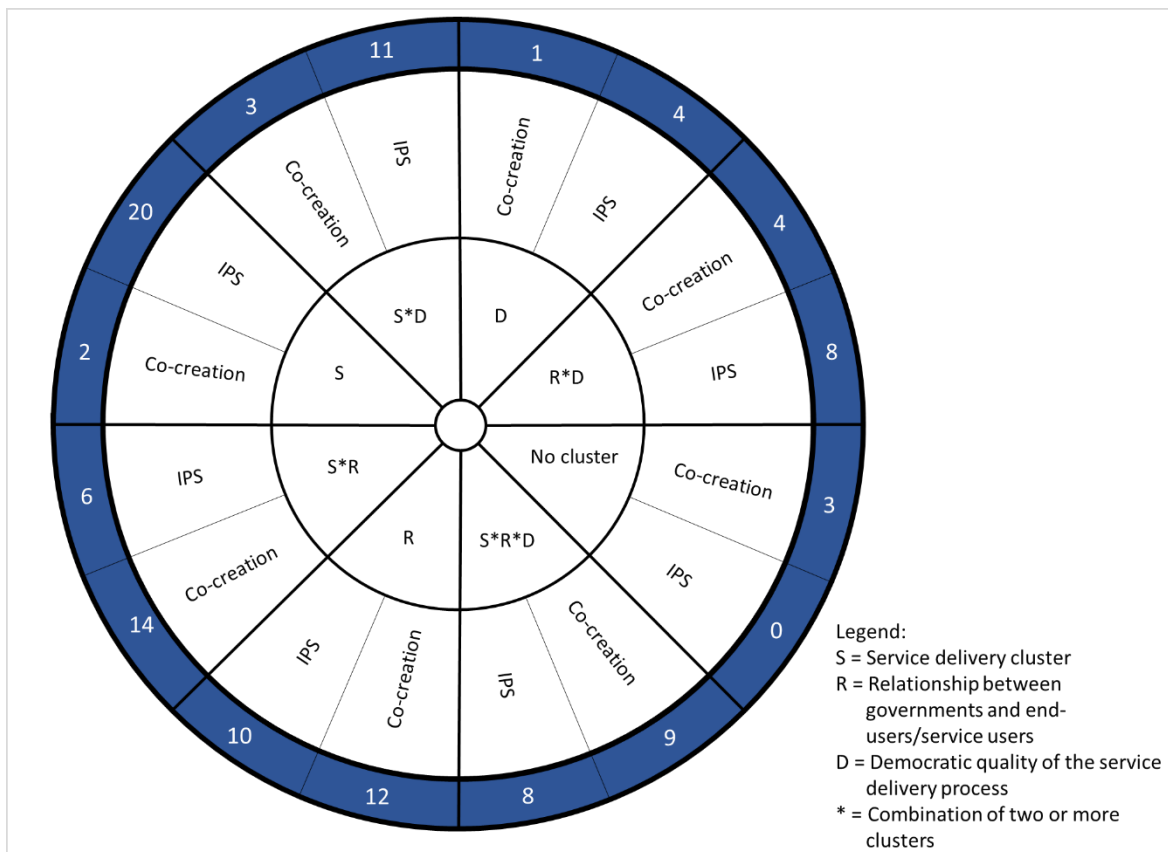 11
1
3
4
20
4
2
8
6
3
14
0
10
9
12
8
IPS
Co-creation
Co-creation
IPS
IPS
Co-creation
Co-creation
IPS
IPS
Co-creation
Co-creation
IPS
IPS
Co-creation
Co-creation
IPS
S*D
D
S
R*D
S*R
No cluster
R
S*R*D
Legend:
S = Service delivery cluster
R = Relationship between
governments and end-
users/service users
D = Democratic quality of the service
delivery process
* = Combination of two or more
clusters